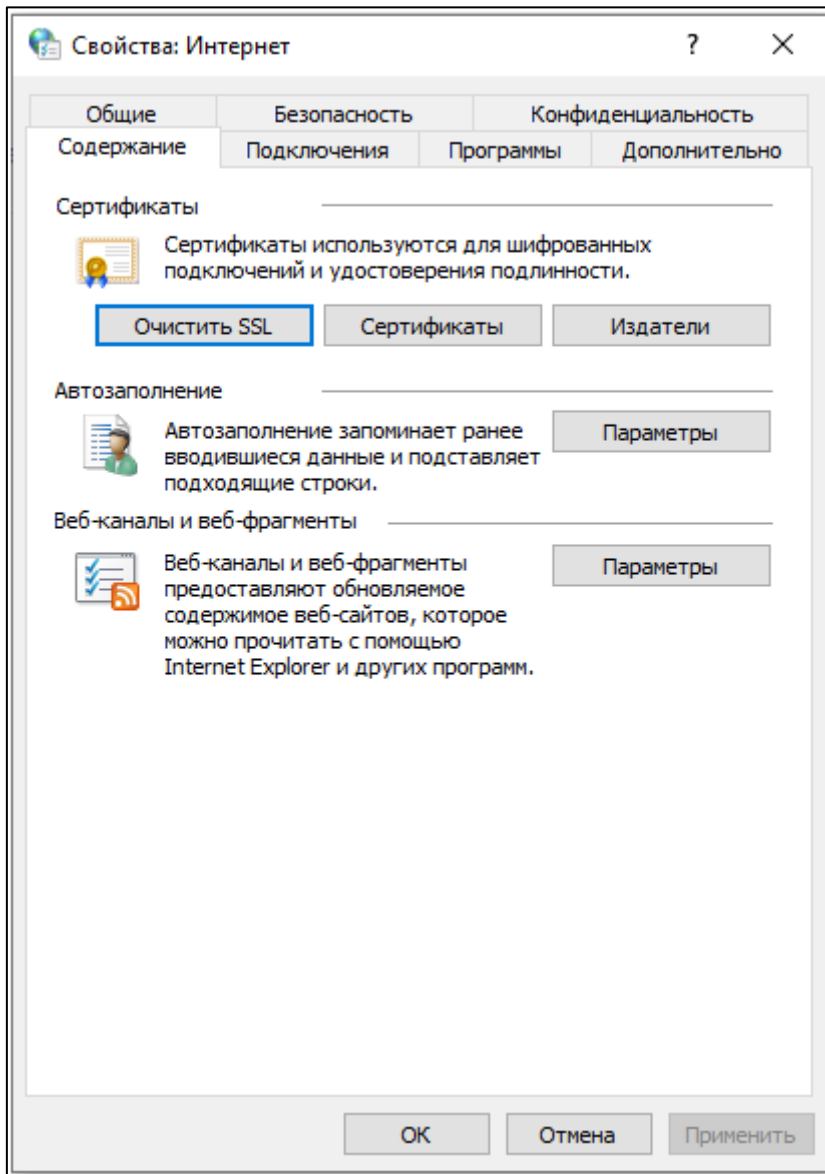 Свойства: Интернет ?
Общие Безопасность Конфиденциальность
Содержание Подключения Программы Дополнительно
Сертификаты
Сертификаты используются для шифрованных
подключений и удостоверения подлинности.
Очистить SSL Сертификаты Издатели
Автозаполнение
Автозаполнение запоминает ранее
вводившиеся данные и подставляет
подходящие строки.
Параметры
Веб-каналы и веб-фрагменты
Веб-каналы и веб-фрагменты
предоставляют обновляемое
содержимое веб-сайтов, которое
можно прочитать с помощью
Internet Explorer и других программ.
Параметры
ОК Отмена Применить